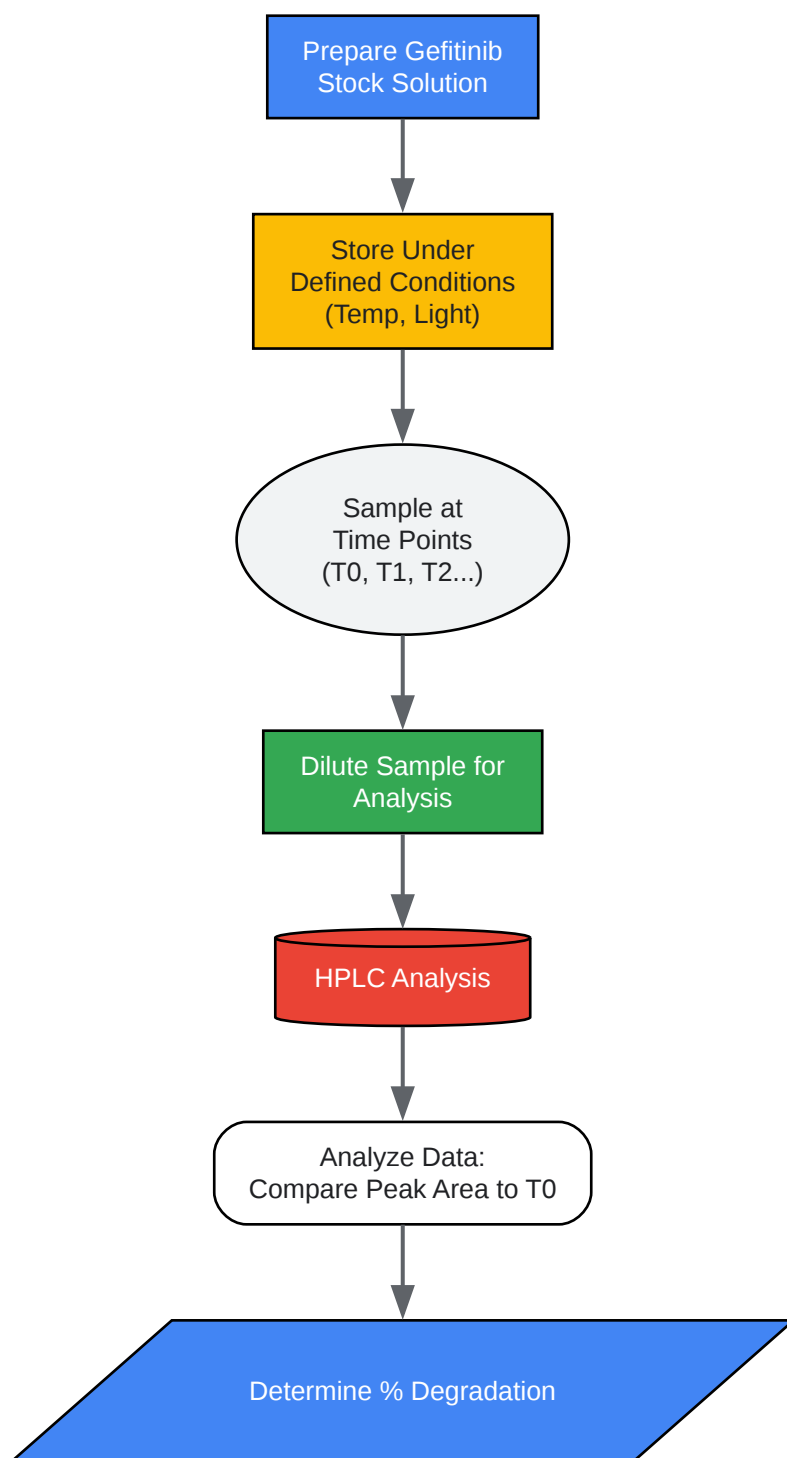 Prepare Gefitinib
Stock Solution
Store Under
Defined Conditions
(Temp, Light)
Sample at
Time Points
(T0, T1, T2...)
Dilute Sample for
Analysis
HPLC Analysis
Analyze Data:
Compare Peak Area to T0
Determine % Degradation